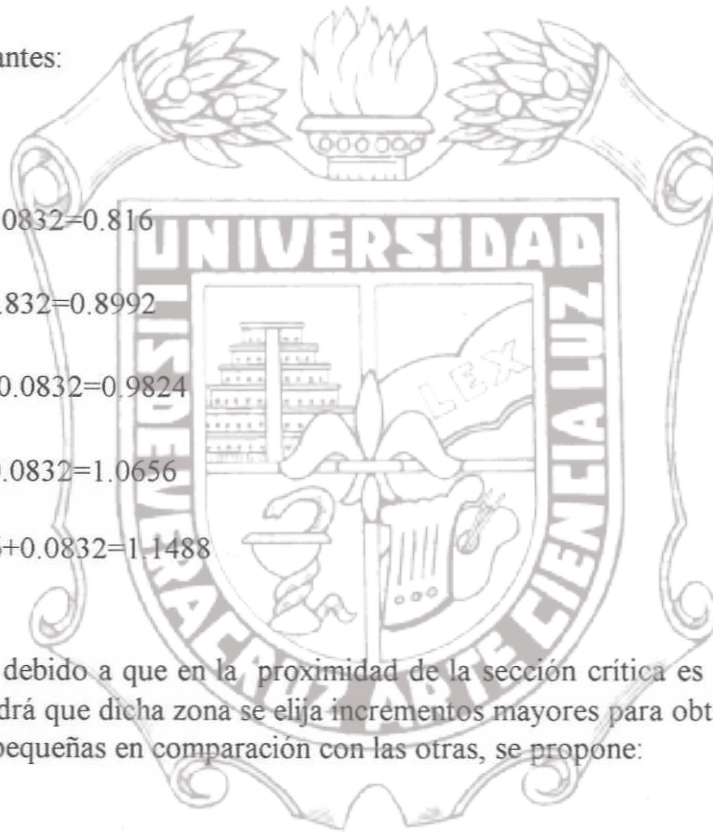 antes:
0832=0.816
.832=0.8992
0.0832=0.9824
0.0832=1.0656
6+0.0832=1.1488
debido a que en la proximidad de la sección crítica es
drá que dicha zona se elija incrementos mayores para obt
pequeñas en comparación con las otras, se propone:
UNIVERSIDAD
VERACRUZ ARTE CIENCIA LUZ
LEX